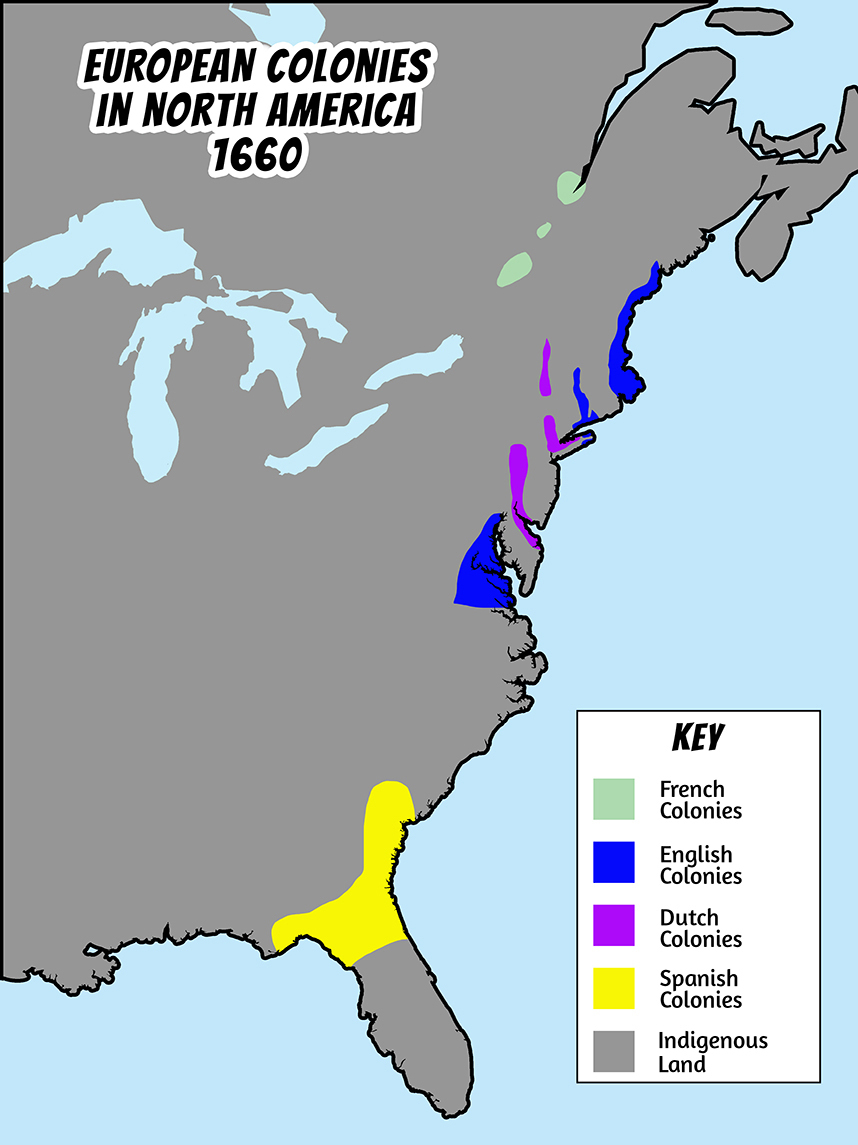 EUROPEAN COLONIES
IN NORTH AMERICA
1660
KEY
French
Colonies
English
Colonies
Dutch
Colonies
Spanish
Colonies
Indigenous
Land